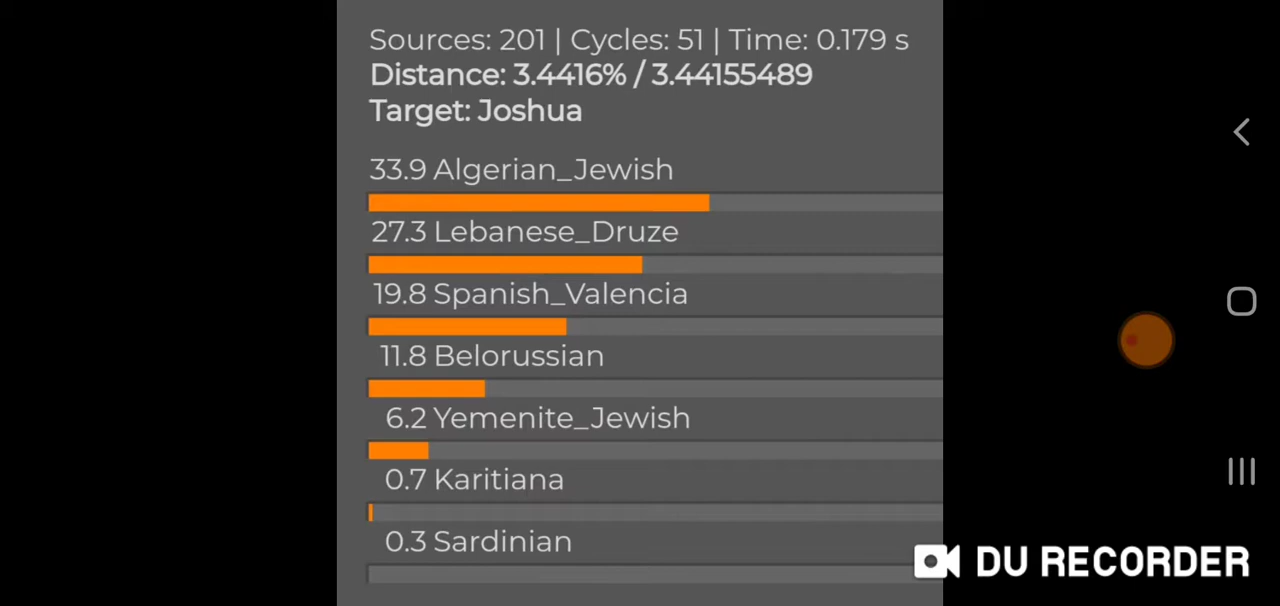 Sources: 201 | Cycles: 51 | Time: 0.179 s
Distance: 3.4416% / 3.44155489
Target: Joshua
33.9 Algerian_Jewish
27.3 Lebanese_Druze
19.8 Spanish_Valencia
11.8 Belorussian
6.2 Yemenite_Jewish
0.7 Karitiana
0.3 Sardinian
DU RECORDER